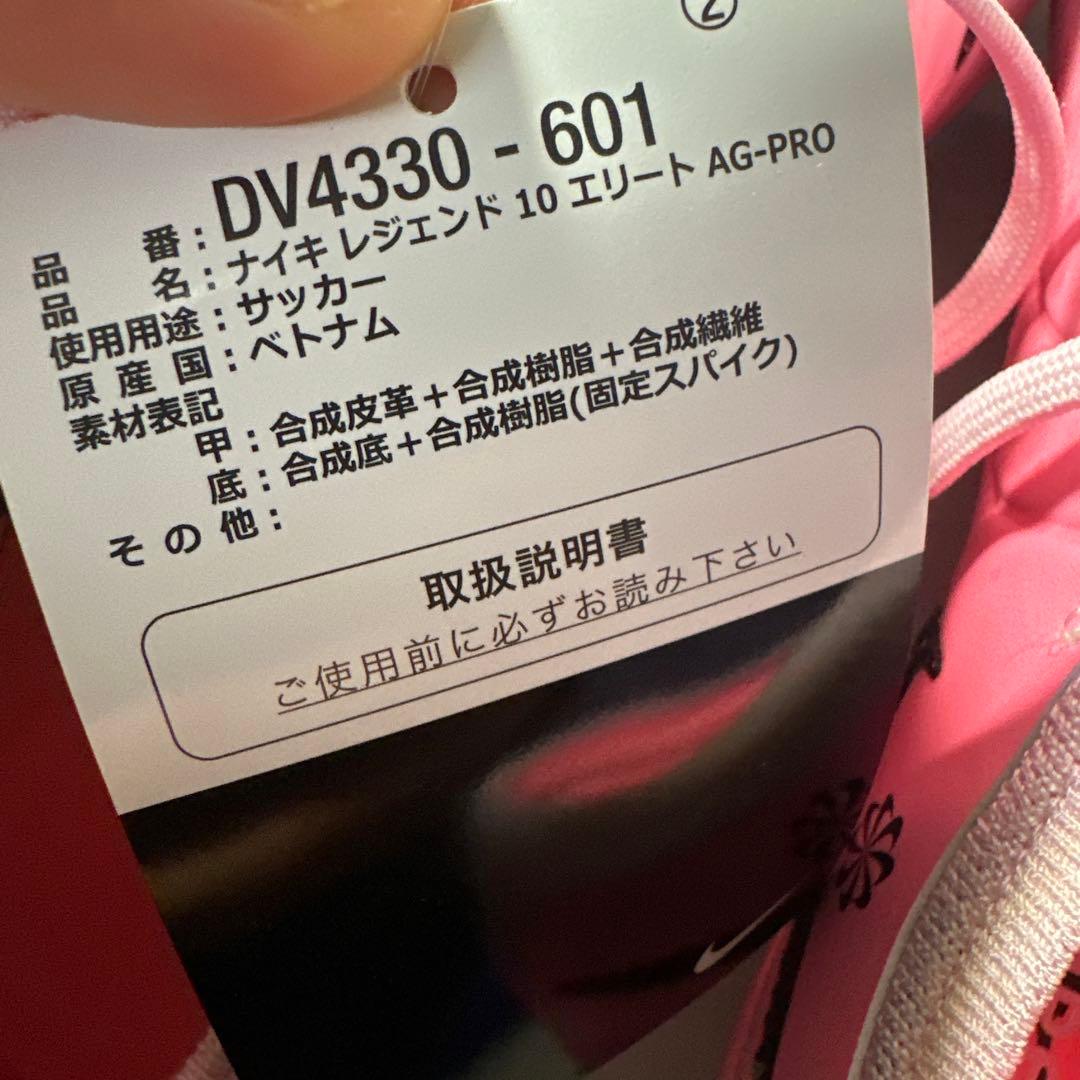 ②
品番：DV4330 - 601
品名：ナイキ レジェンド 10 エリート AG-PRO
使用用途：サッカー
原産国：ベトナム
素材表記
甲：合成皮革＋合成樹脂＋合成繊維
底：合成底＋合成樹脂(固定スパイク)
その他：
取扱説明書
ご使用前に必ずお読み下さい